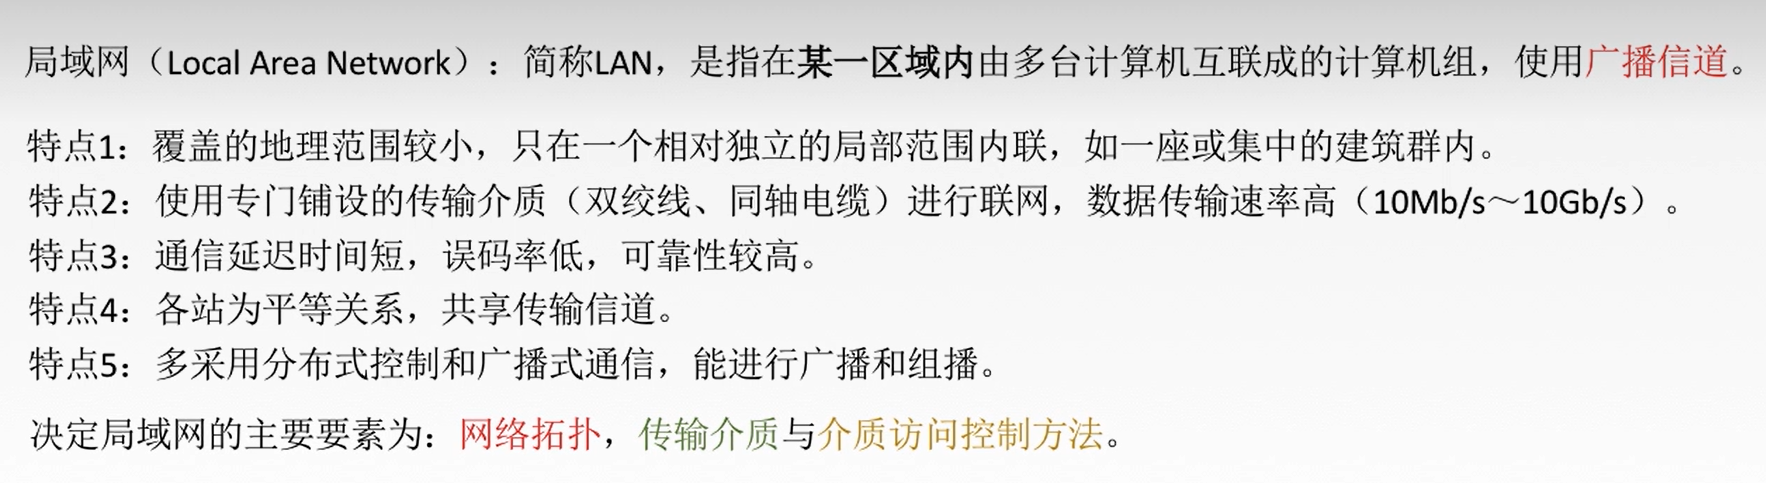 局域网（Local Area Network）：简称LAN，是指在某一区域内由多台计算机互联成的计算机组，使用广播信道。
特点1：覆盖的地理范围较小，只在一个相对独立的局部范围内联，如一座或集中的建筑群内。
特点2：使用专门铺设的传输介质（双绞线、同轴电缆）进行联网，数据传输速率高（10Mb/s～10Gb/s）。
特点3：通信延迟时间短，误码率低，可靠性较高。
特点4：各站为平等关系，共享传输信道。
特点5：多采用分布式控制和广播式通信，能进行广播和组播。
决定局域网的主要要素为：网络拓扑，传输介质与介质访问控制方法。